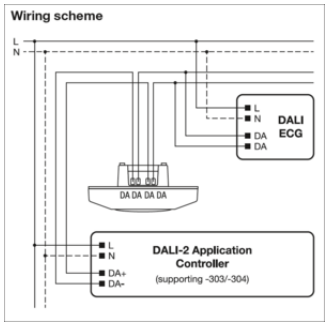 Wiring scheme
L
N
L
N
DALI
ECG
DA
DA
DA DA DA DA
L
N
DALI-2 Application
Controller
(supporting -303/-304)
DA+
DA-